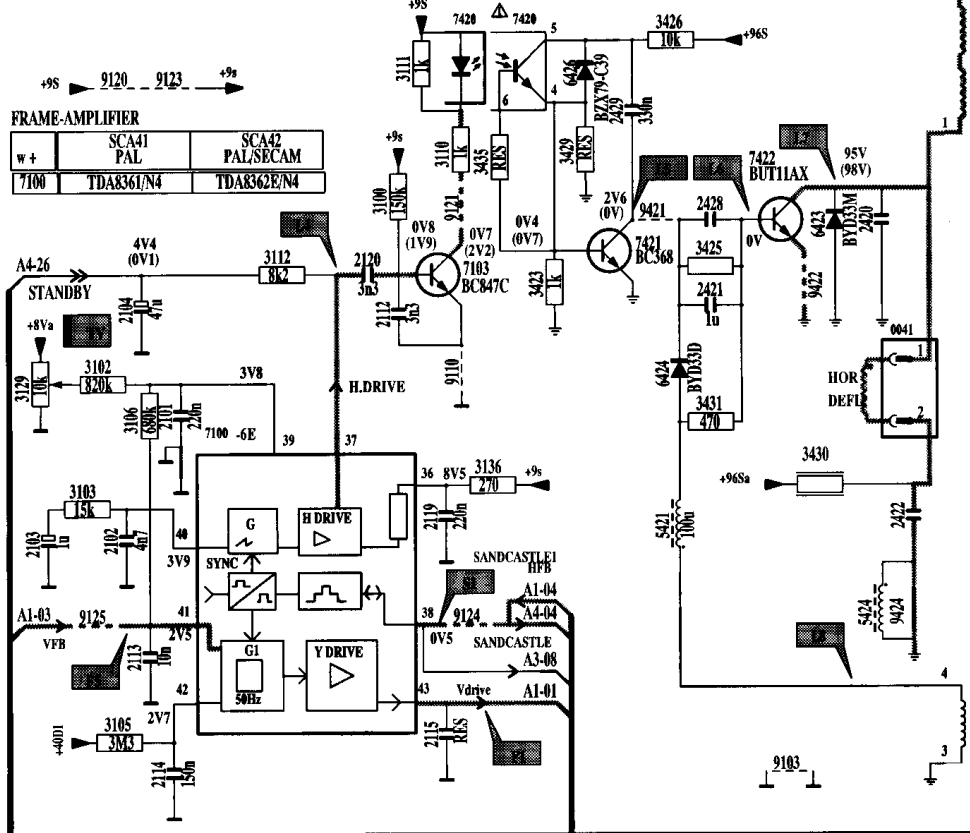 +9S
7420
7420
5
3426
10k
+96S
3111
1k
6426
BZX79-C39
2429
330n
1
+9S
9120
9123
+9s
4
6
FRAME-AMPLIFIER
w +
SCA41
PAL
SCA42
PAL/SECAM
7100
TDA8361/N4
TDA8362E/N4
+9s
3110
1k
3435
RES
3429
RES
L7
95V
(98V)
3100
150k
9121
L5
L6
7422
BUT11AX
2V6
(0V)
9421
2428
0V
6423
BYD33M
2420
L4
0V8
(1V9)
0V7
(2V2)
0V4
(0V7)
7421
BC368
3425
4V4
(0V1)
A4-26
STANDBY
3112
8k2
2120
3n3
7103
BC847C
3423
1k
2421
1u
9422
2104
47u
2112
3n3
+8Va
TV
0041
1
3129
10k
3102
820k
3V8
H.DRIVE
9110
6424
BYD33D
HOR
DEFL
3106
680k
2101
220n
3431
470
2
7100 -6E
39
37
3430
36
8V5
3136
270
+9s
+96Sa
3103
15k
G
H DRIVE
2119
220n
5421
100u
2422
2103
1u
2102
4n7
40
3V9
SYNC
SANDCASTLE1
HFB
S1
A1-04
A1-03
9125
41
38
9124
A4-04
5424
9424
VFB
2V5
0V5
SANDCASTLE
2113
10n
G1
Y DRIVE
A3-08
4
50Hz
42
43
Vdrive
A1-01
2V7
+40D1
3105
3M3
2115
RES
F1
3
2114
150n
9103